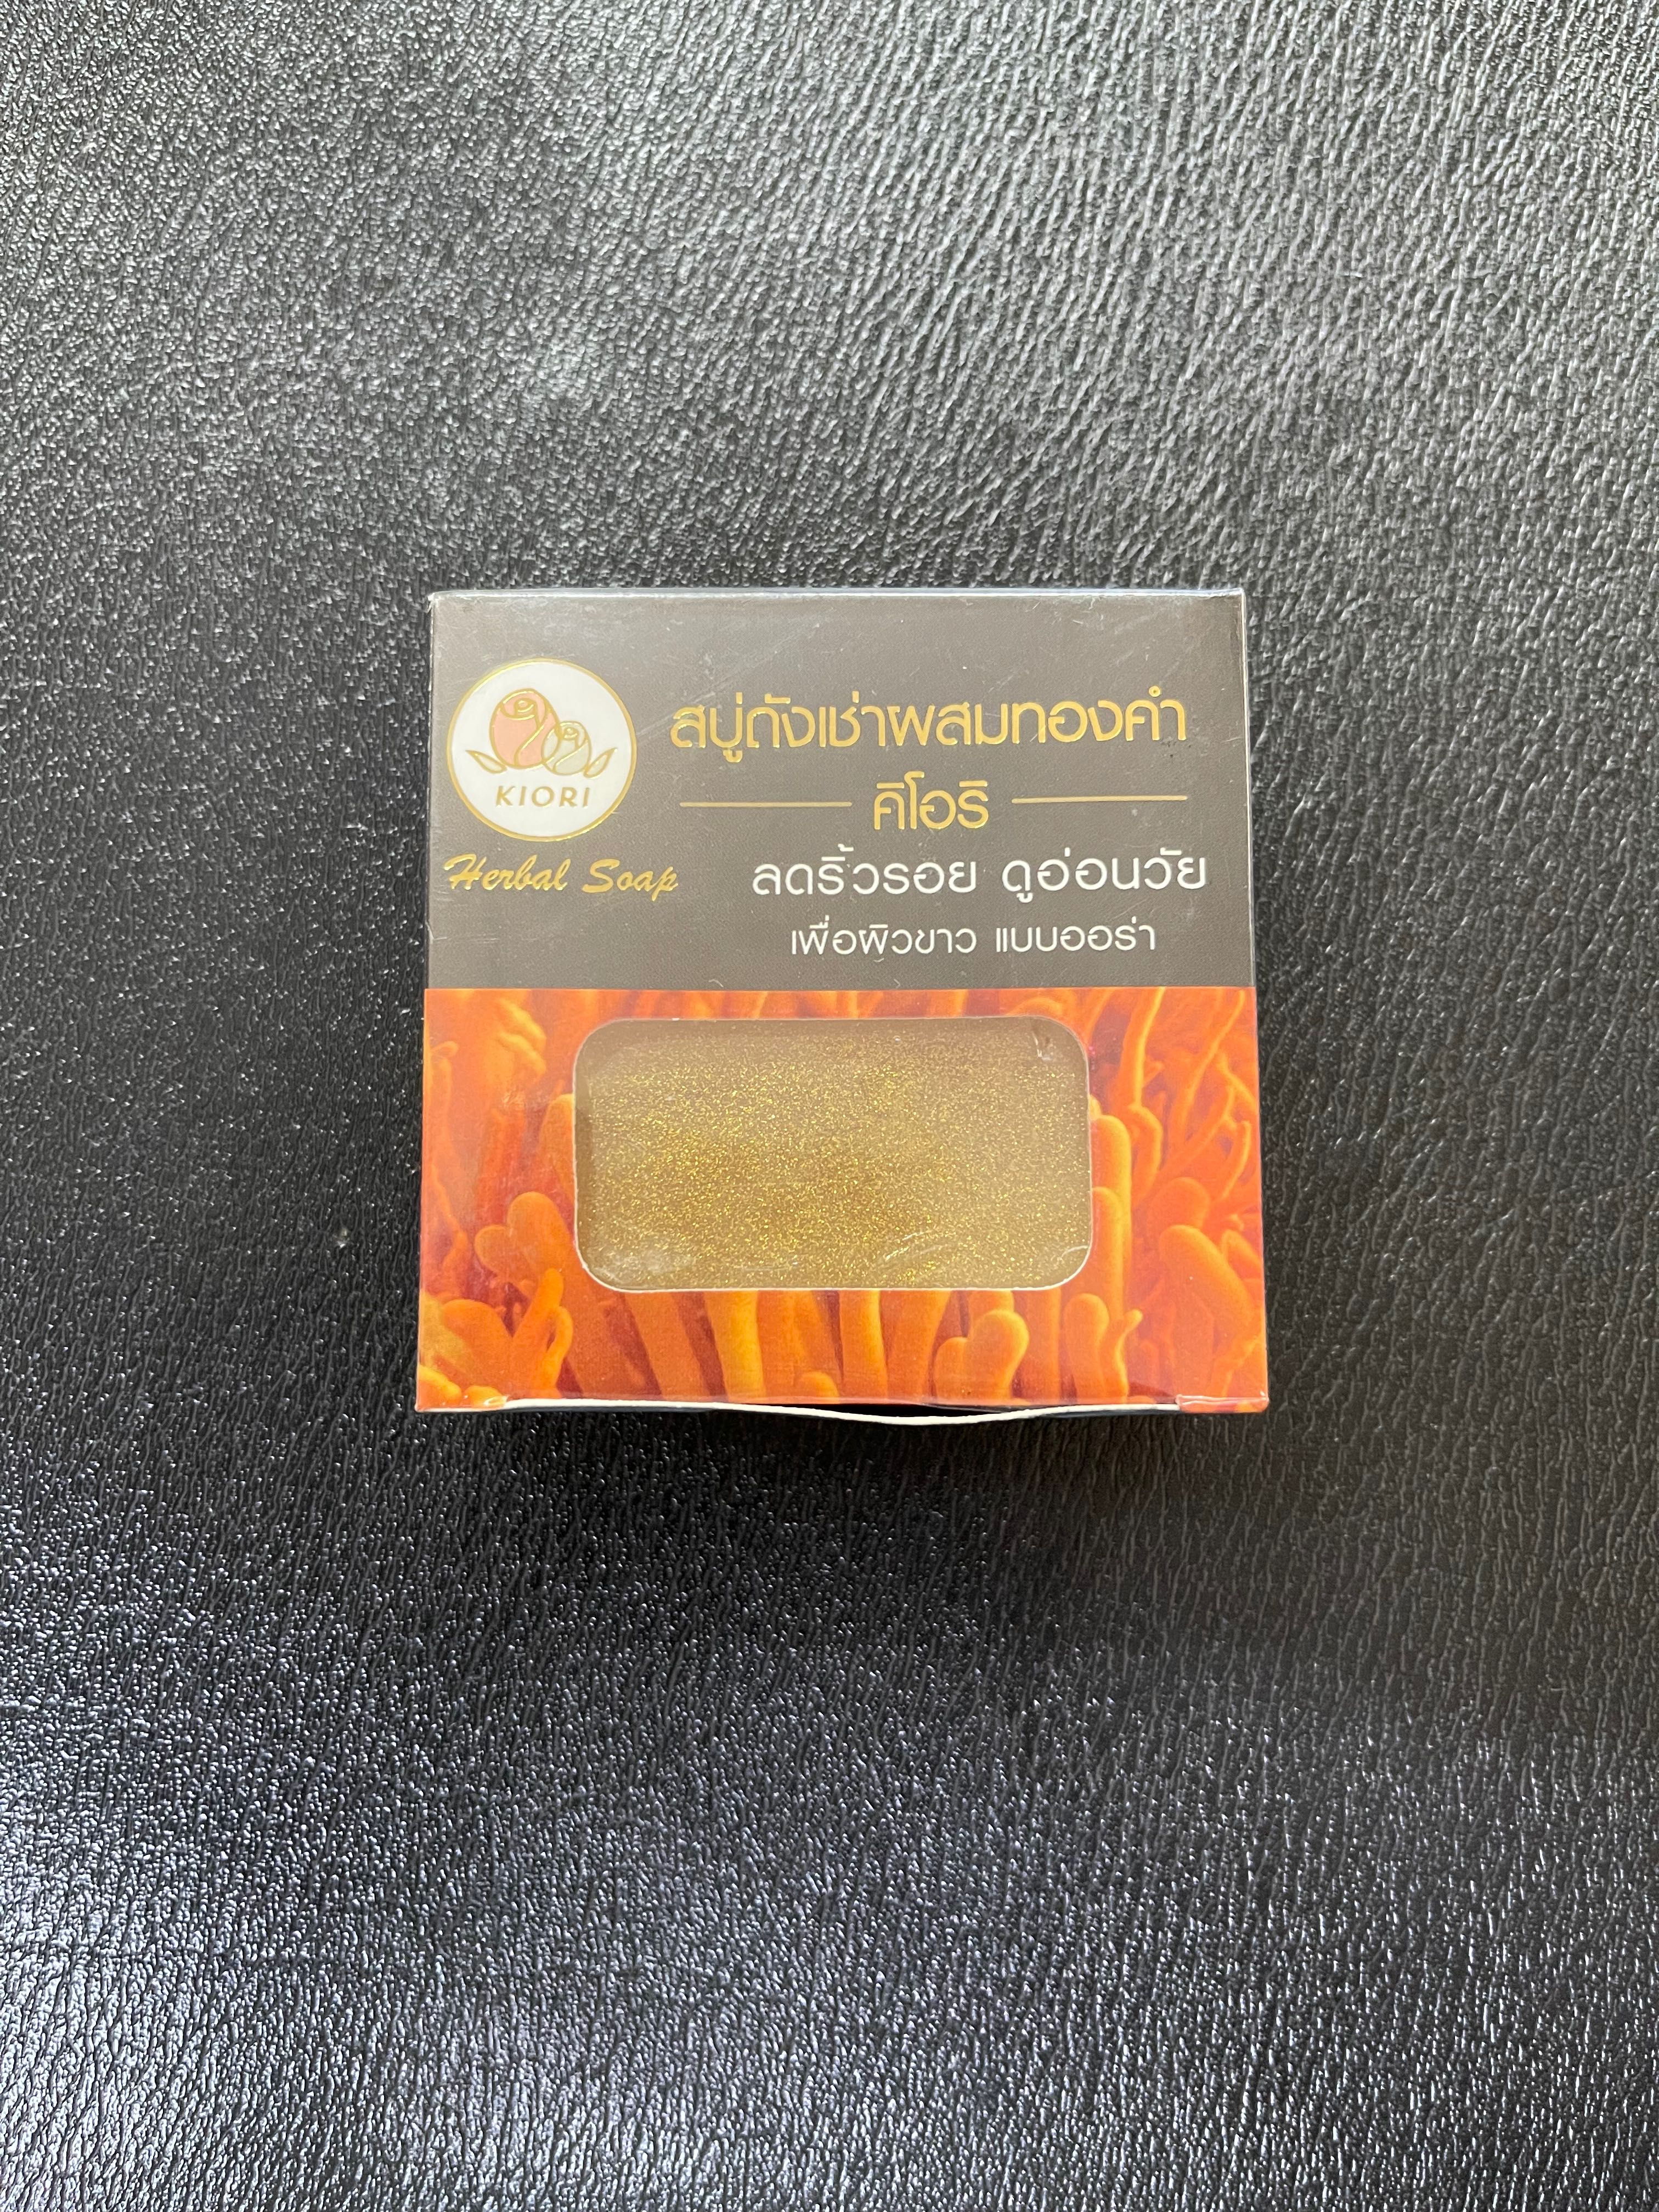 KIORI
Herbal Soap
สบู่ถั่งเช่าผสมทองคำ
คิโอริ
ลดริ้วรอย ดูอ่อนวัย
เพื่อผิวขาว แบบออร่า